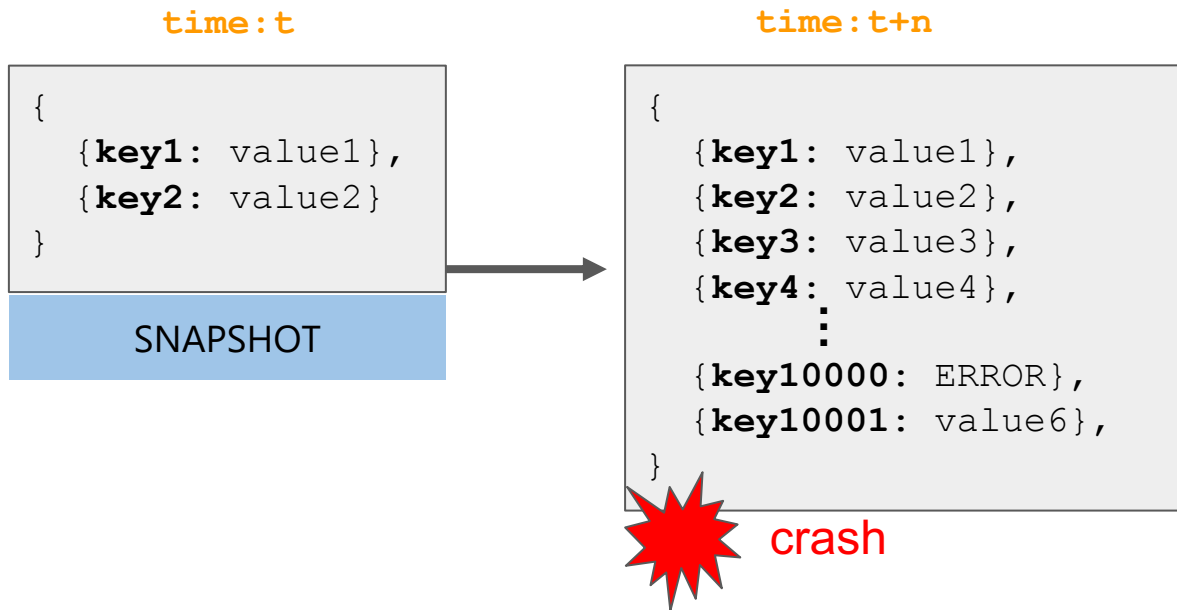 time:t
{
{key1: value1},
{key2: value2}
}
SNAPSHOT
time:t+n
{
{key1: value1},
{key2: value2},
{key3: value3},
{key4: value4},
⋮
{key10000: ERROR},
{key10001: value6},
}
crash